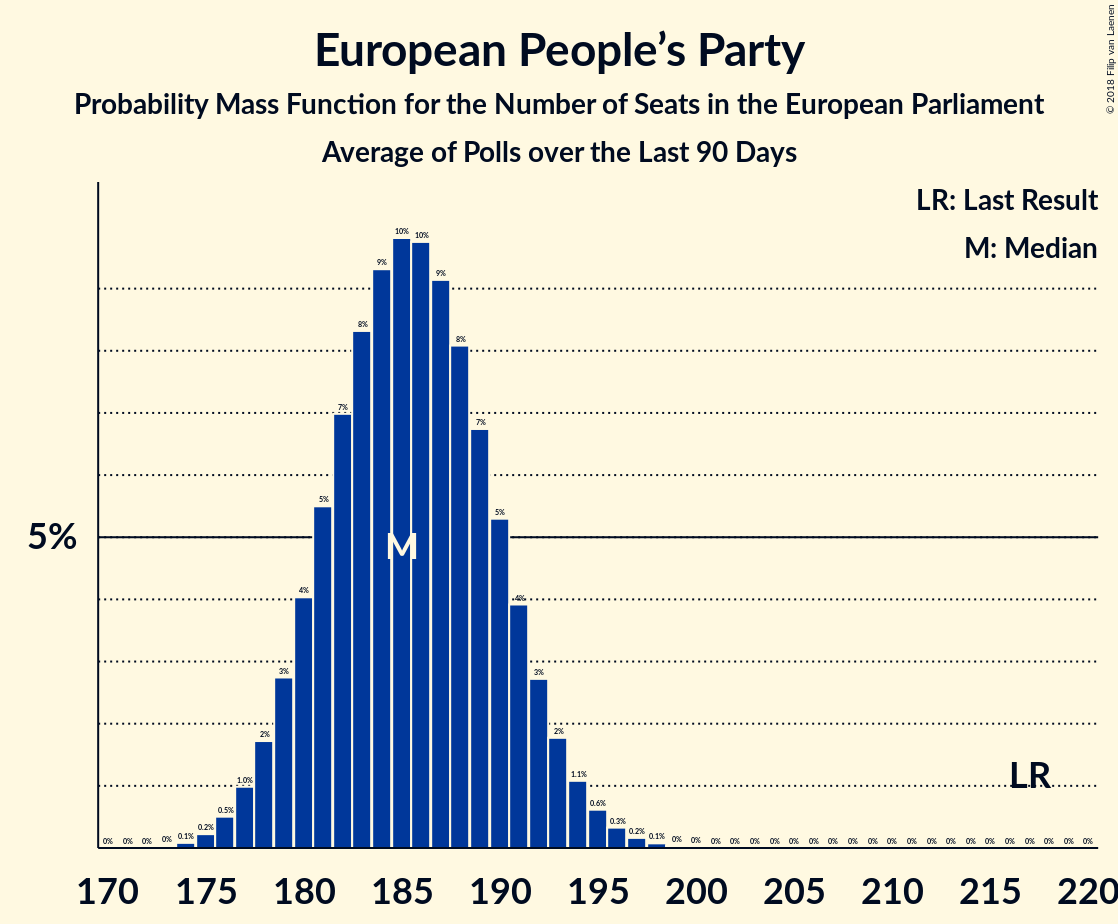 European People’s Party
Probability Mass Function for the Number of Seats in the European Parliament
Average of Polls over the Last 90 Days
© 2018 Filip van Laenen
LR: Last Result
M: Median
5%
0% 0% 0% 0% 0.1% 0.2% 0.5% 1.0% 2% 3% 4% 5% 7% 8% 9% 10% 10% 9% 8% 7% 5% 4% 3% 2% 1.1% 0.6% 0.3% 0.2% 0.1% 0% 0% 0% 0% 0% 0% 0% 0% 0% 0% 0% 0% 0% 0% 0% 0% 0% 0% 0% 0% 0% 0%
M
LR
170 175 180 185 190 195 200 205 210 215 220